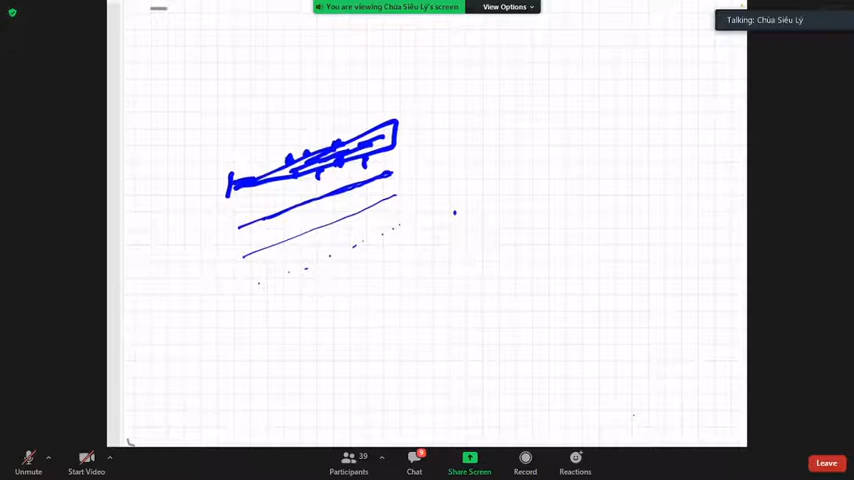 You are viewing Chùa Siêu Lý's screen
View Options
Talking: Chùa Siêu Lý
Unmute
Start Video
39
Participants
9
Chat
Share Screen
Record
Reactions
Leave